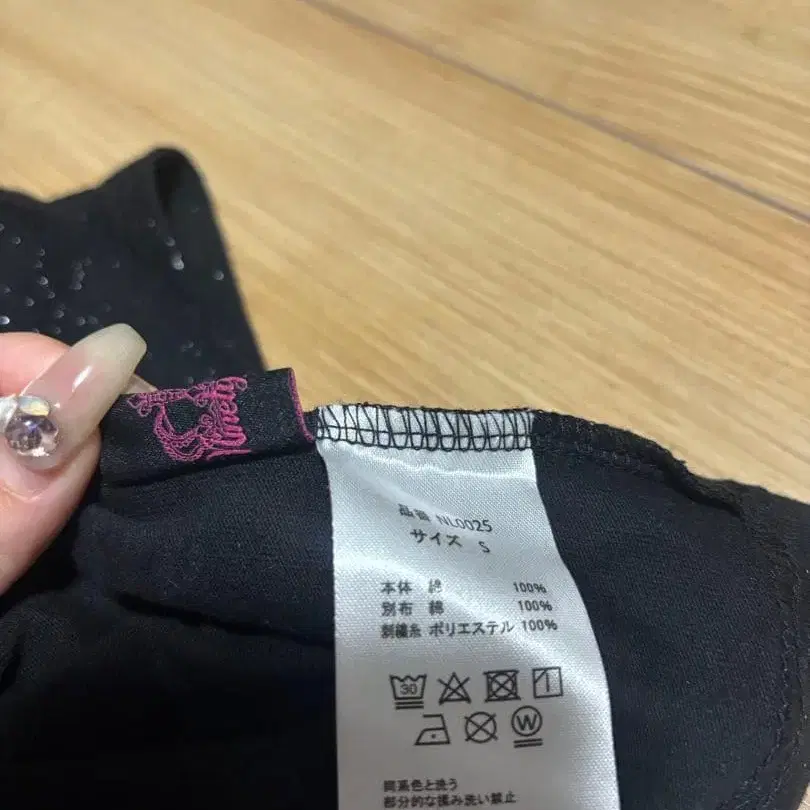 Ninety
品番 NL0025
サイズ S
本体 綿 100%
別布 綿 100%
刺繍糸 ポリエステル 100%
30
W
同系色と洗う
部分的な揉み洗い